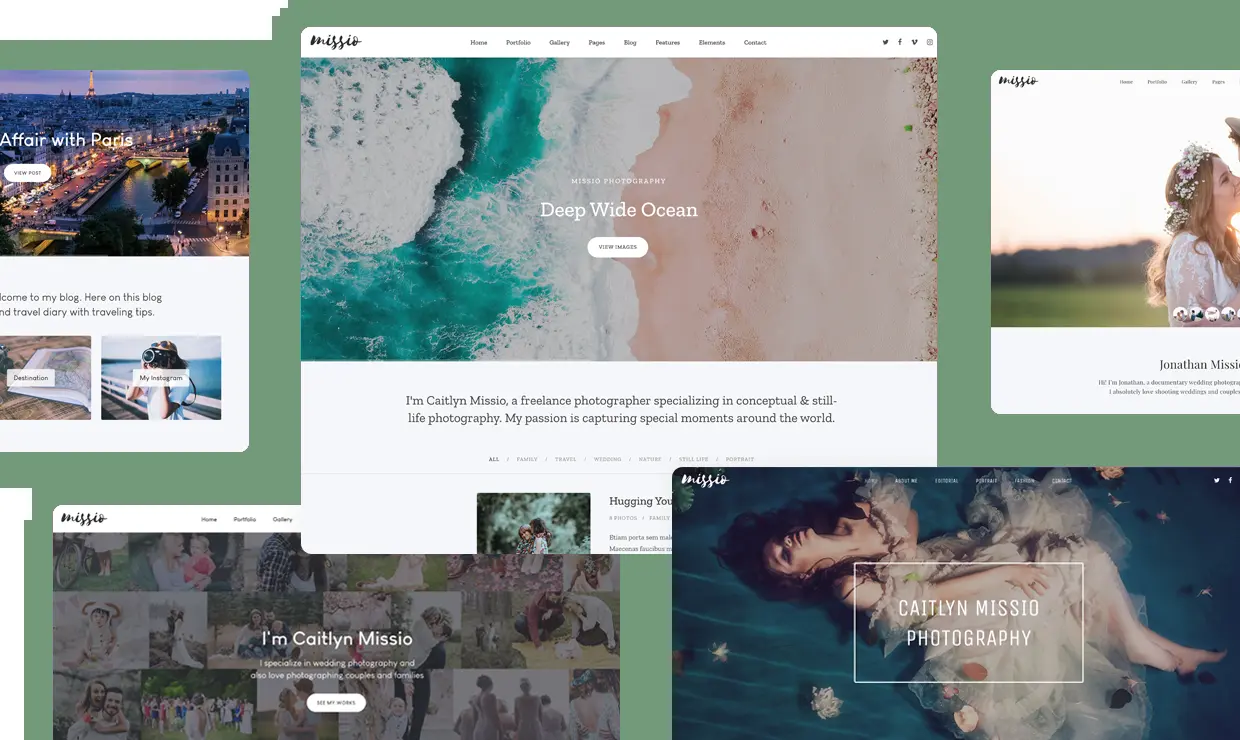 missio
Home Portfolio Gallery Pages Blog Features Elements Contact
MISSIO PHOTOGRAPHY
Deep Wide Ocean
VIEW IMAGES
I'm Caitlyn Missio, a freelance photographer specializing in conceptual & still-
life photography. My passion is capturing special moments around the world.
ALL / FAMILY / TRAVEL / WEDDING / NATURE / STILL LIFE / PORTRAIT
Hugging You
8 PHOTOS / FAMILY
Etiam porta sem male
Maecenas faucibus m
Affair with Paris
VIEW POST
lcome to my blog. Here on this blog
nd travel diary with traveling tips.
Destination
My Instagram
missio
Home Portfolio Gallery Pages
Jonathan Missio
Hi! I'm Jonathan, a documentary wedding photogra
I absolutely love shooting weddings and couples
missio
Home Portfolio Gallery
I'm Caitlyn Missio
I specialize in wedding photography and
also love photographing couples and families
SEE MY WORKS
missio
HOME ABOUT ME EDITORIAL PORTRAIT FASHION CONTACT
CAITLYN MISSIO
PHOTOGRAPHY